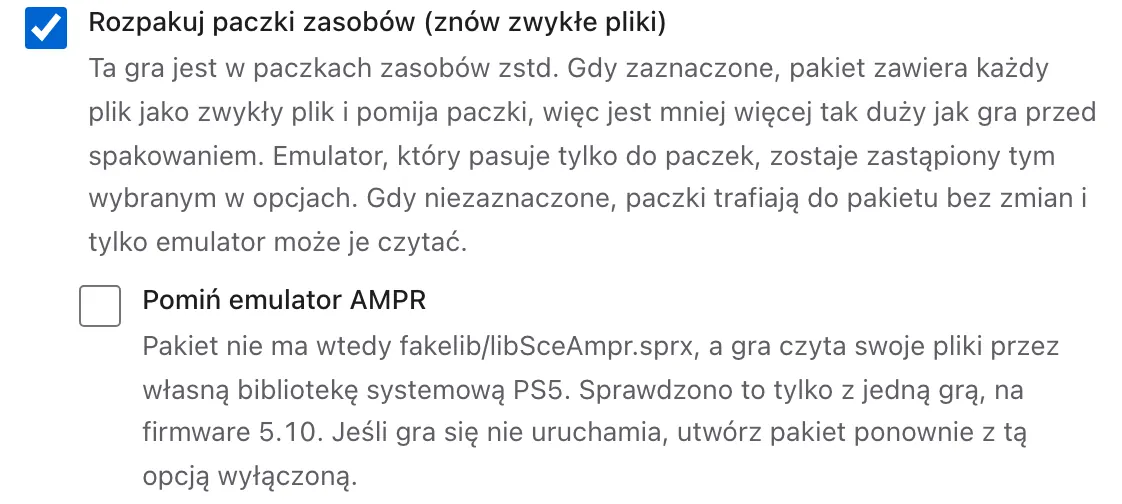 Rozpakuj paczki zasobów (znów zwykłe pliki)
Ta gra jest w paczkach zasobów zstd. Gdy zaznaczone, pakiet zawiera każdy
plik jako zwykły plik i pomija paczki, więc jest mniej więcej tak duży jak gra przed
spakowaniem. Emulator, który pasuje tylko do paczek, zostaje zastąpiony tym
wybranym w opcjach. Gdy niezaznaczone, paczki trafiają do pakietu bez zmian i
tylko emulator może je czytać.
Pomiń emulator AMPR
Pakiet nie ma wtedy fakelib/libSceAmpr.sprx, a gra czyta swoje pliki przez
własną bibliotekę systemową PS5. Sprawdzono to tylko z jedną grą, na
firmware 5.10. Jeśli gra się nie uruchamia, utwórz pakiet ponownie z tą
opcją wyłączoną.